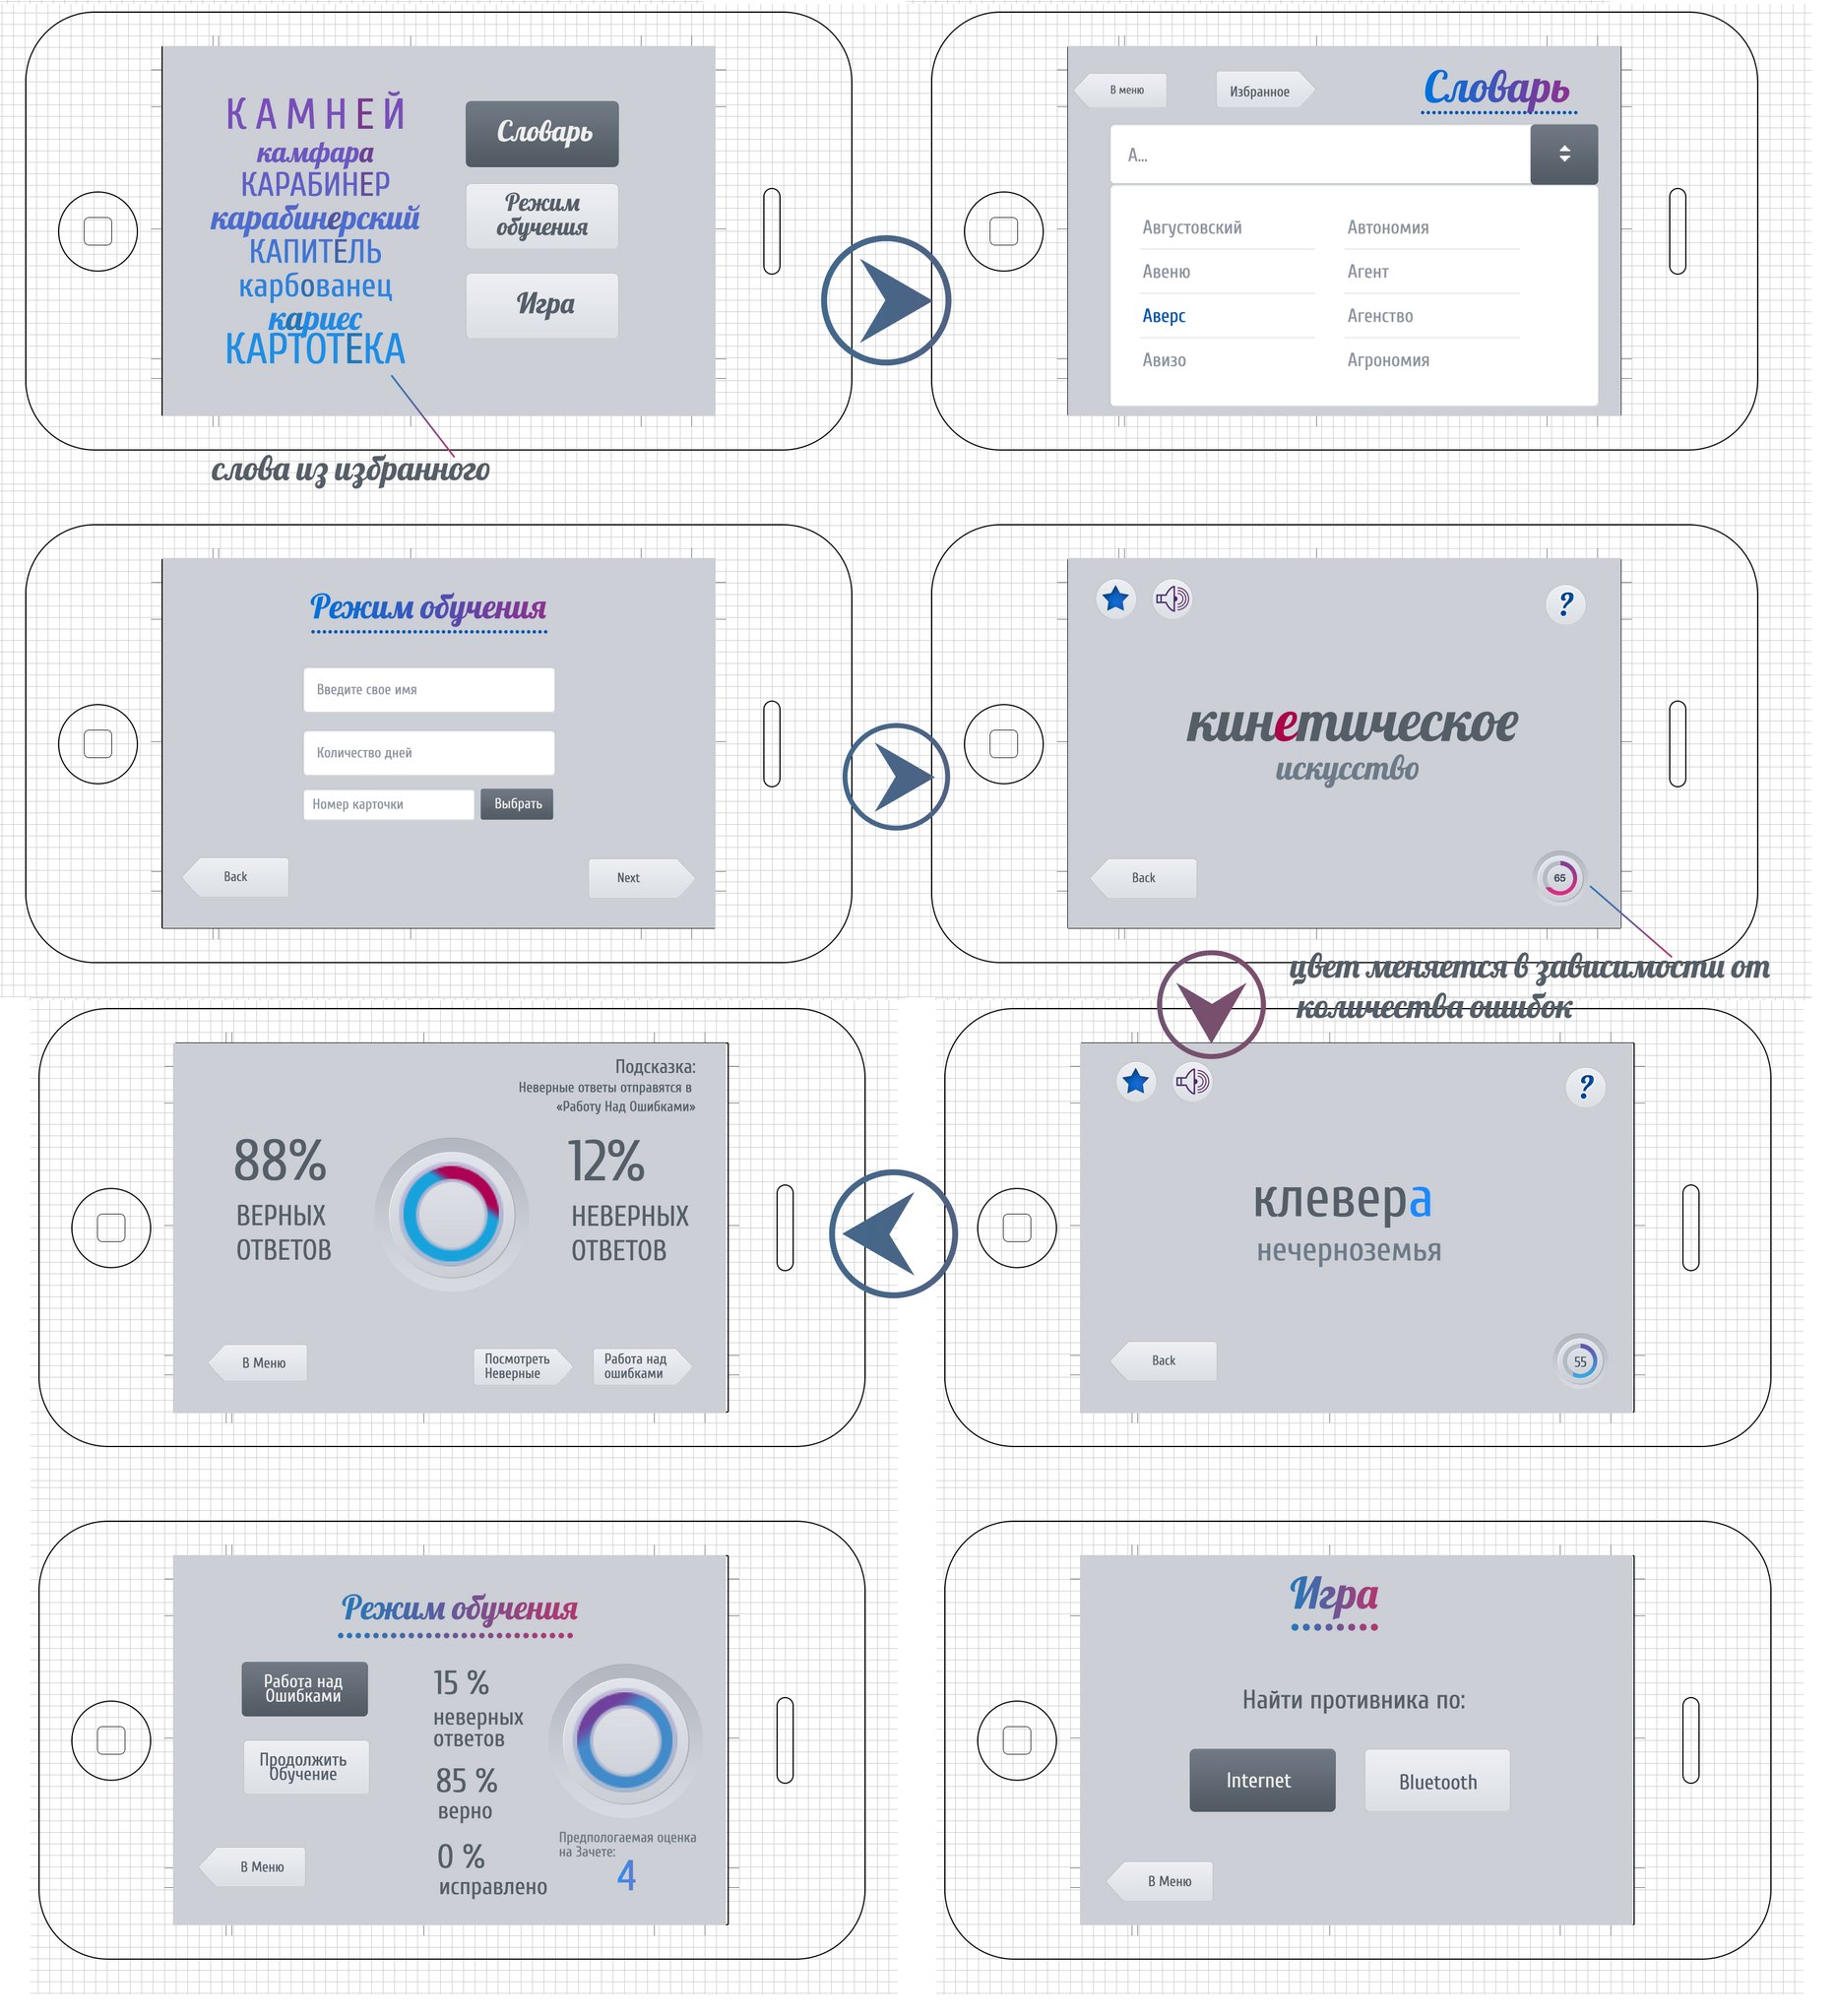 КАМНЕЙ
камфара
КАРАБИНЕР
карабинерский
КАПИТЕЛЬ
карбованец
кариес
КАРТОТЕКА
Словарь
Режим
обучения
Игра
слова из избранного
В меню
Избранное
Словарь
А...
Августовский
Автономия
Авеню
Агент
Аверс
Агенство
Авизо
Агрономия
Режим обучения
Введите свое имя
Количество дней
Номер карточки
Выбрать
Back
Next
?
кинетическое
искусство
Back
65
цвет меняется в зависимости от
количества ошибок
Подсказка:
Неверные ответы отправятся в
«Работу Над Ошибками»
88%
ВЕРНЫХ
ОТВЕТОВ
12%
НЕВЕРНЫХ
ОТВЕТОВ
В Меню
Посмотреть
Неверные
Работа над
ошибками
?
клевера
нечерноземья
Back
55
Режим обучения
Работа над
Ошибками
Продолжить
Обучение
В Меню
15 %
неверных
ответов
85 %
верно
0 %
исправлено
Предпологаемая оценка
на Зачете:
4
Игра
Найти противника по:
Internet
Bluetooth
В Меню